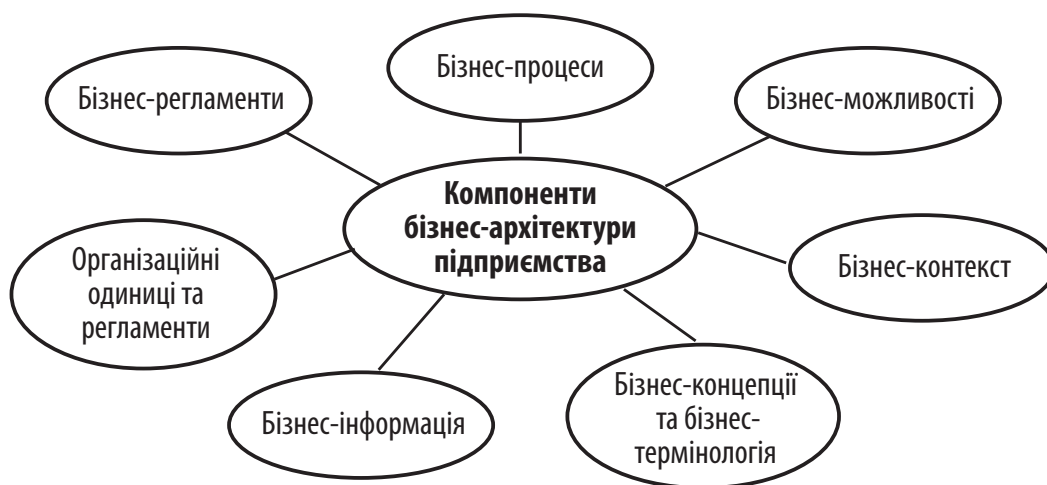 Бізнес-процеси
Бізнес-регламенти
Бізнес-можливості
Компоненти
бізнес-архітектури
підприємства
Організаційні
одиниці та
регламенти
Бізнес-контекст
Бізнес-інформація
Бізнес-концепції
та бізнес-
термінологія